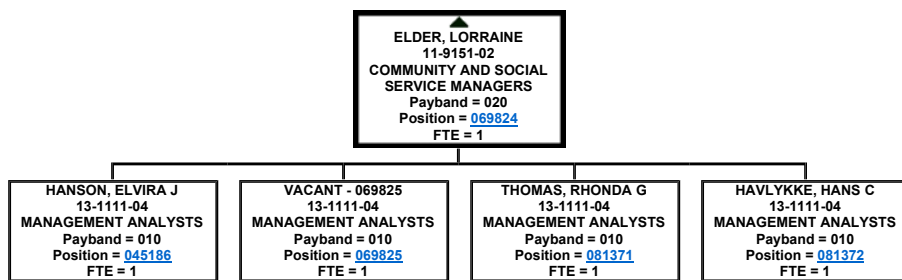 ELDER, LORRAINE
11-9151-02
COMMUNITY AND SOCIAL
SERVICE MANAGERS
Payband = 020
Position = 069824
FTE = 1
HANSON, ELVIRA J
13-1111-04
MANAGEMENT ANALYSTS
Payband = 010
Position = 045186
FTE = 1
VACANT - 069825
13-1111-04
MANAGEMENT ANALYSTS
Payband = 010
Position = 069825
FTE = 1
THOMAS, RHONDA G
13-1111-04
MANAGEMENT ANALYSTS
Payband = 010
Position = 081371
FTE = 1
HAVLYKKE, HANS C
13-1111-04
MANAGEMENT ANALYSTS
Payband = 010
Position = 081372
FTE = 1